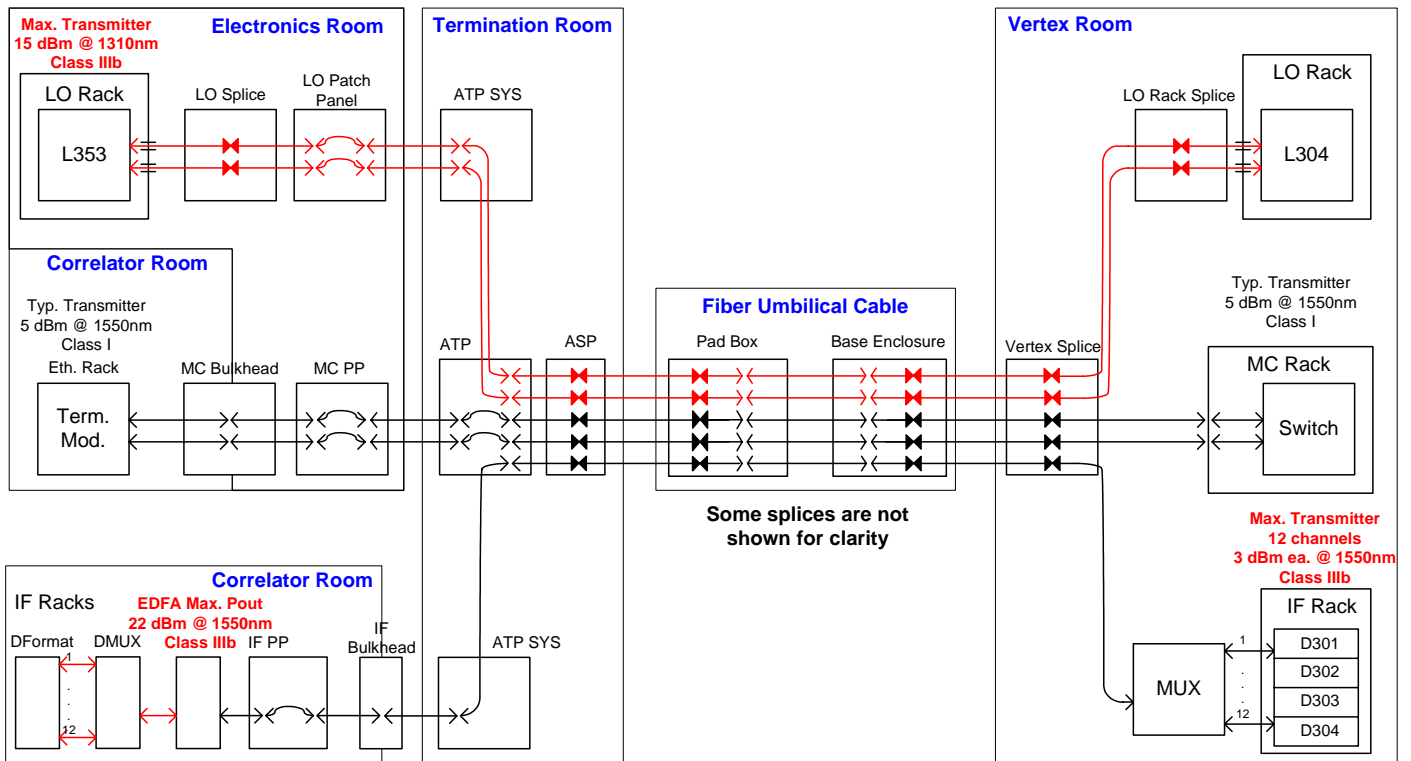 Max. Transmitter
15 dBm @ 1310nm
Class IIIb
Electronics Room
LO Rack
L353
LO Splice
LO Patch
Panel
Termination Room
ATP SYS
Vertex Room
LO Rack Splice
LO Rack
L304
Correlator Room
Typ. Transmitter
5 dBm @ 1550nm
Class I
Eth. Rack
Term.
Mod.
MC Bulkhead
MC PP
ATP
ASP
Fiber Umbilical Cable
Pad Box
Base Enclosure
Some splices are not
shown for clarity
Vertex Splice
Typ. Transmitter
5 dBm @ 1550nm
Class I
MC Rack
Switch
Correlator Room
IF Racks
EDFA Max. Pout
22 dBm @ 1550nm
Class IIIb
DFormat
DMUX
1
.
.
.
.
12
IF PP
IF
Bulkhead
ATP SYS
Max. Transmitter
12 channels
3 dBm ea. @ 1550nm
Class IIIb
IF Rack
MUX
1
.
.
.
.
12
D301
D302
D303
D304